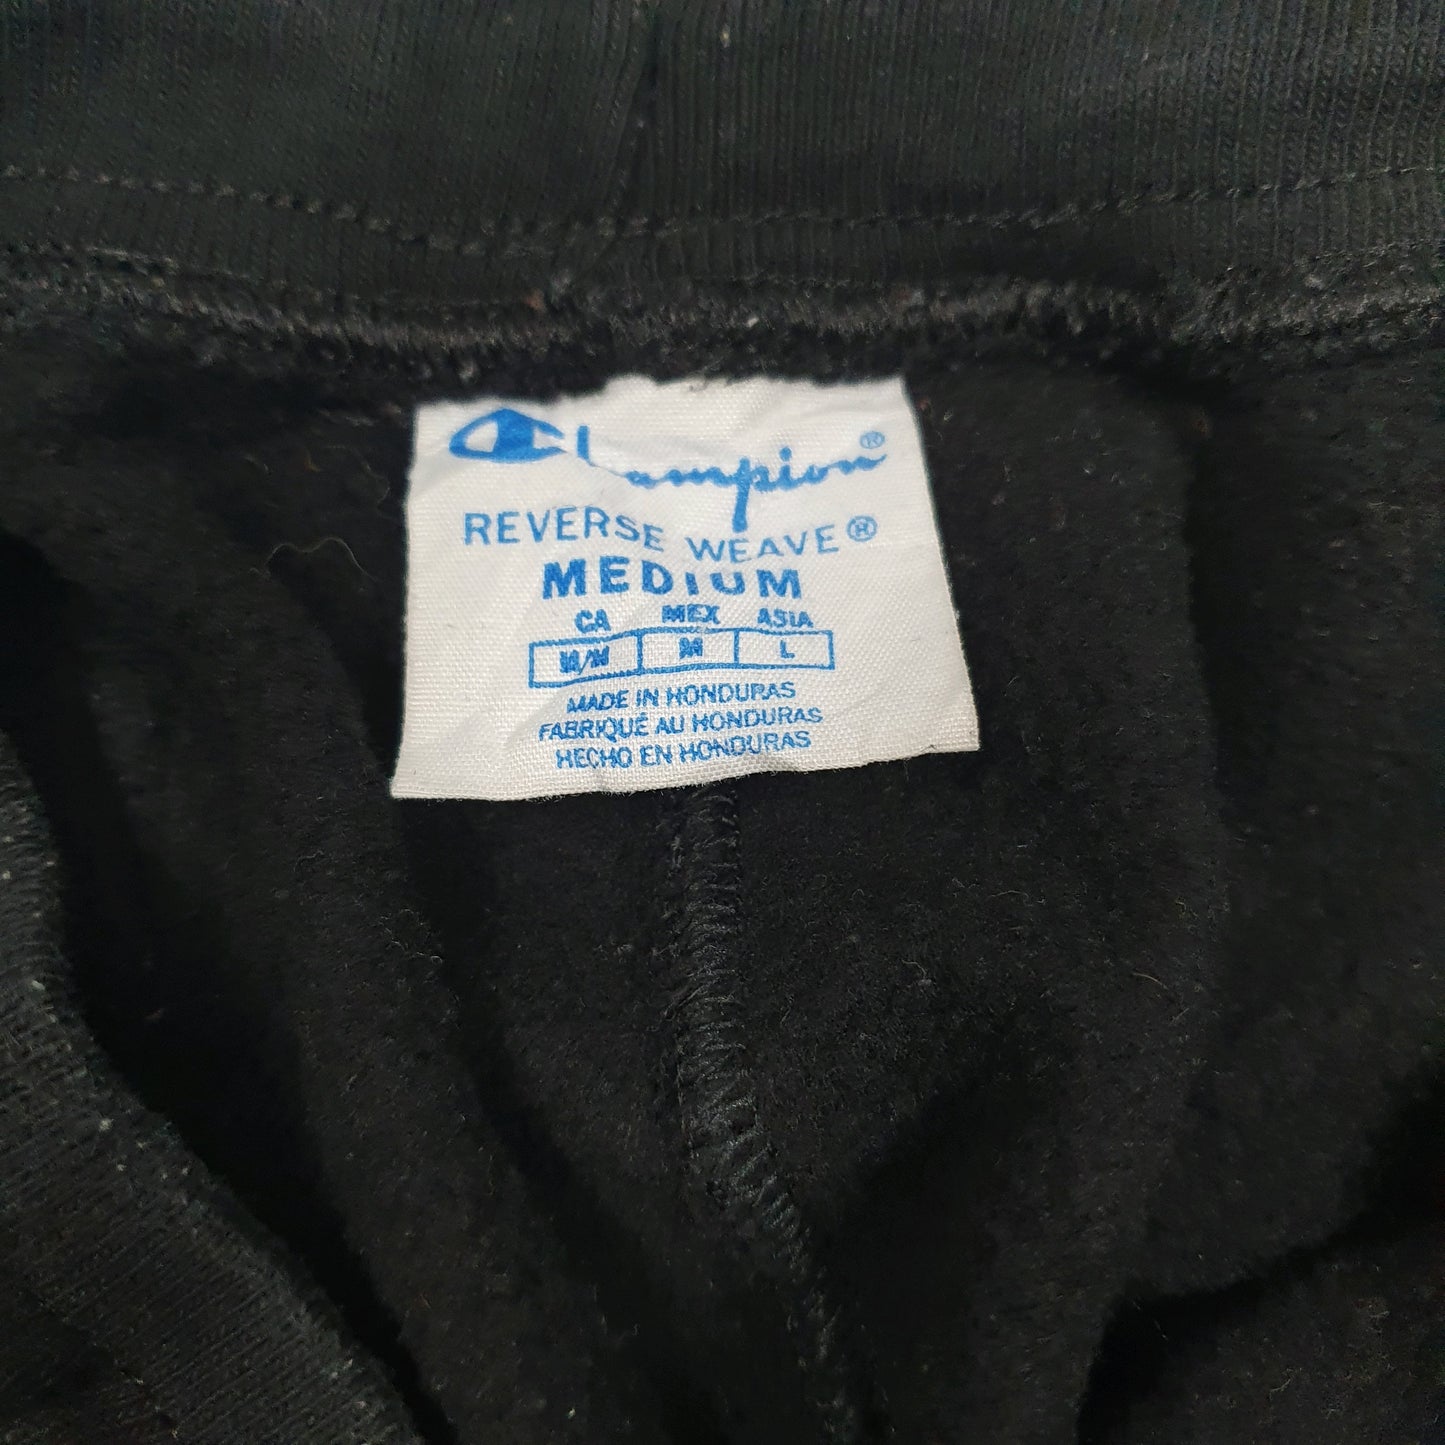 Champion®
REVERSE WEAVE®
MEDIUM
CA MEX ASIA
M/M M L
MADE IN HONDURAS
FABRIQUÉ AU HONDURAS
HECHO EN HONDURAS